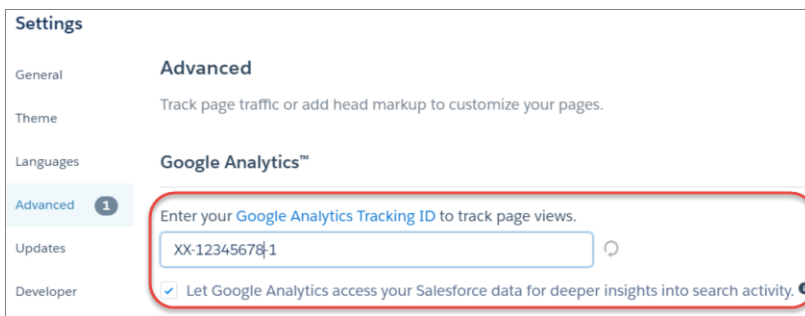 Settings
General
Theme
Languages
Advanced 1
Updates
Developer
Advanced
Track page traffic or add head markup to customize your pages.
Google Analytics™
Enter your Google Analytics Tracking ID to track page views.
XX-12345678-1
Let Google Analytics access your Salesforce data for deeper insights into search activity.